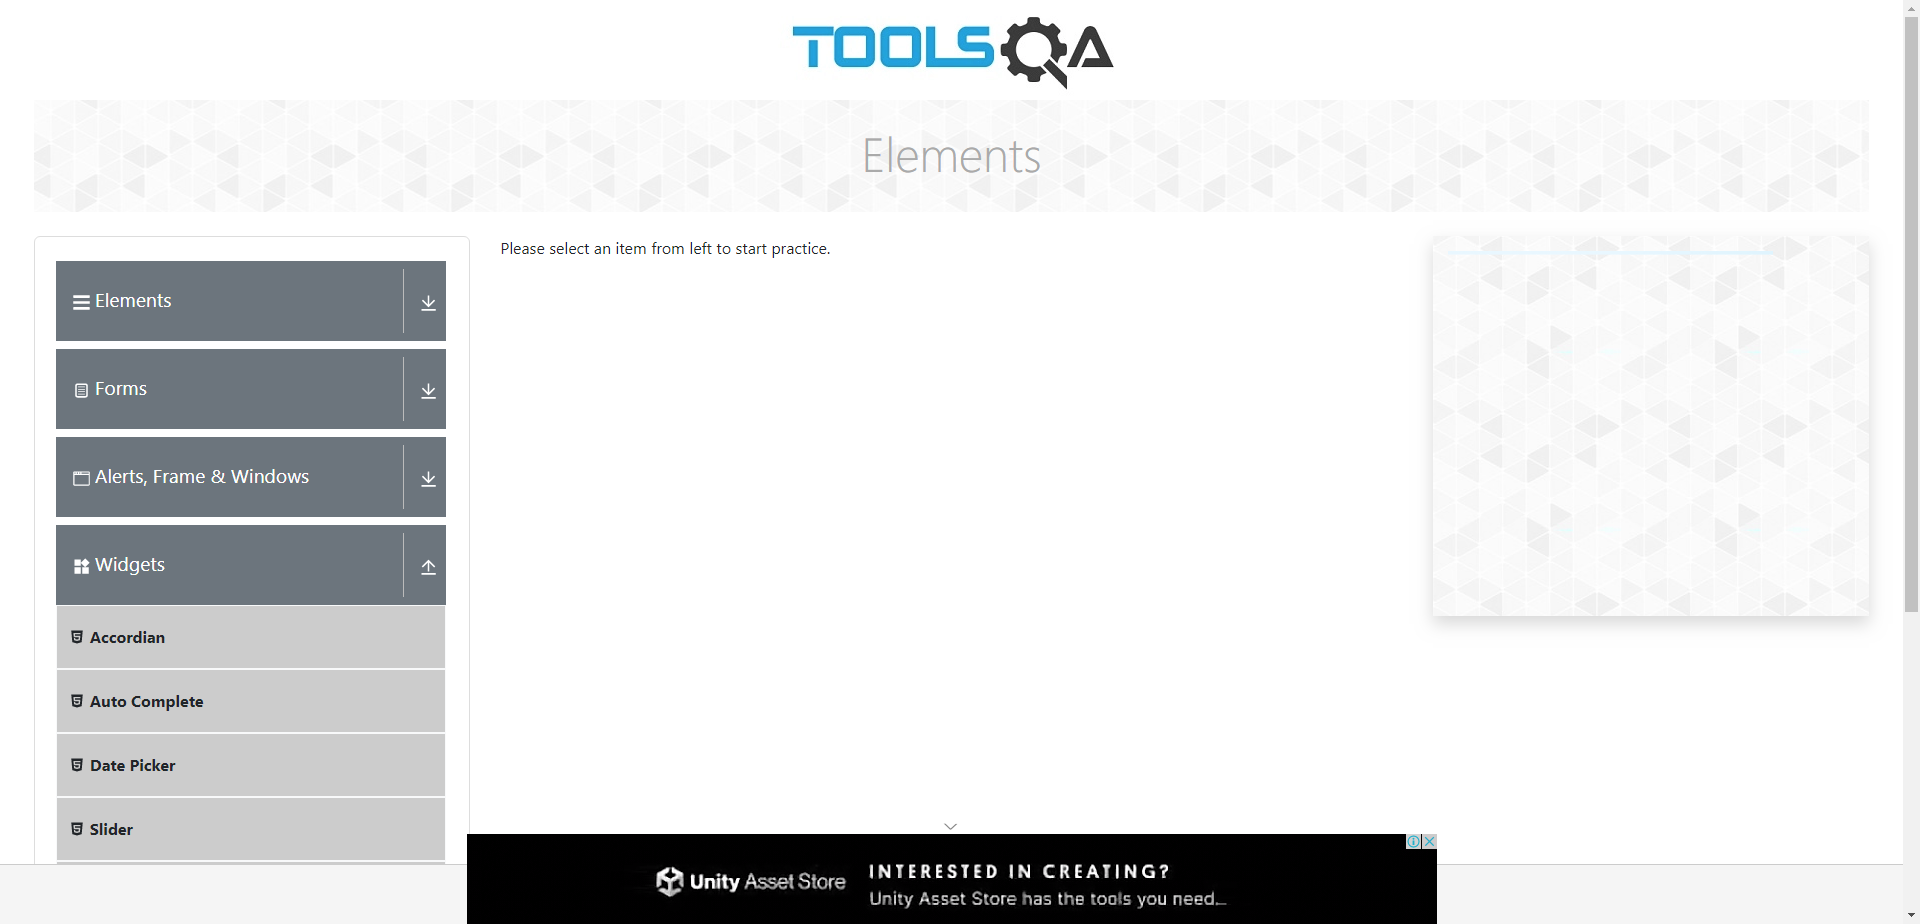 TOOLSQA
Elements
Please select an item from left to start practice.
Elements
Forms
Alerts, Frame & Windows
Widgets
Accordian
Auto Complete
Date Picker
Slider
Unity Asset Store
INTERESTED IN CREATING?
Unity Asset Store has the tools you need...